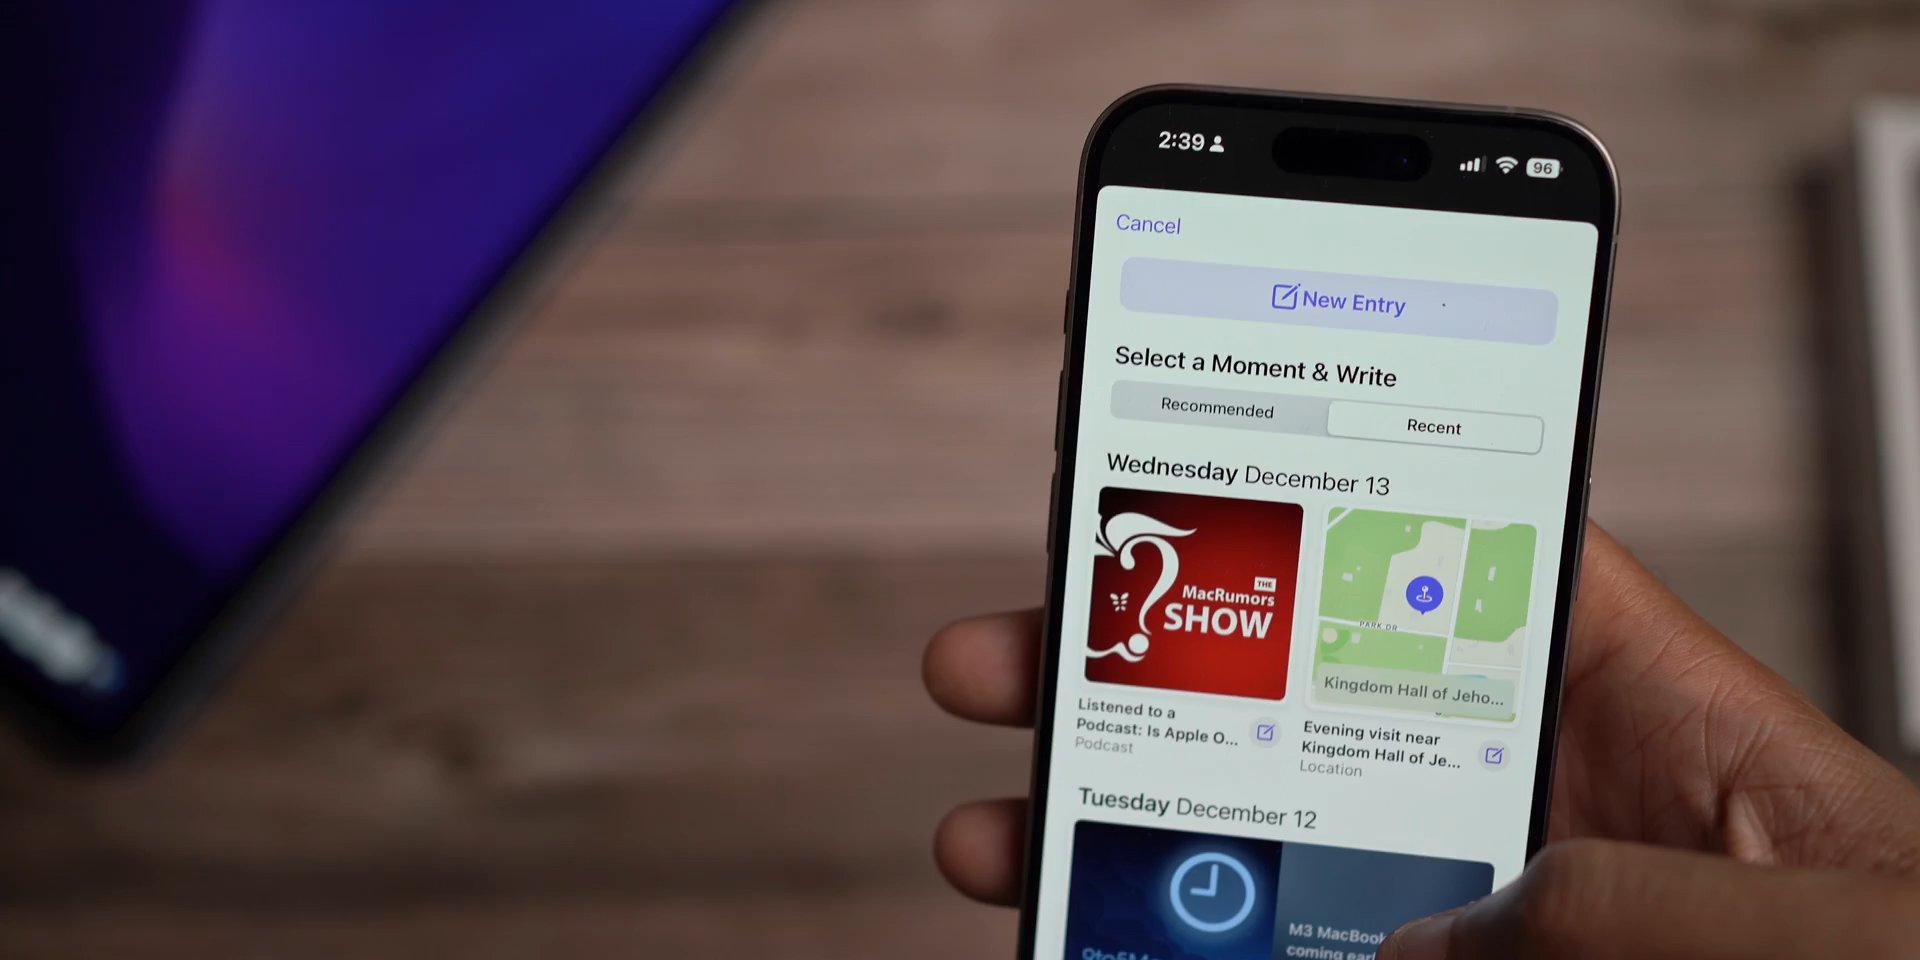 2:39
96
Cancel
New Entry
Select a Moment & Write
Recommended
Recent
Wednesday December 13
THE
MacRumors
SHOW
PARK DR
Kingdom Hall of Jeho...
Listened to a
Podcast: Is Apple O...
Podcast
Evening visit near
Kingdom Hall of Je...
Location
Tuesday December 12
M3 MacBook
coming